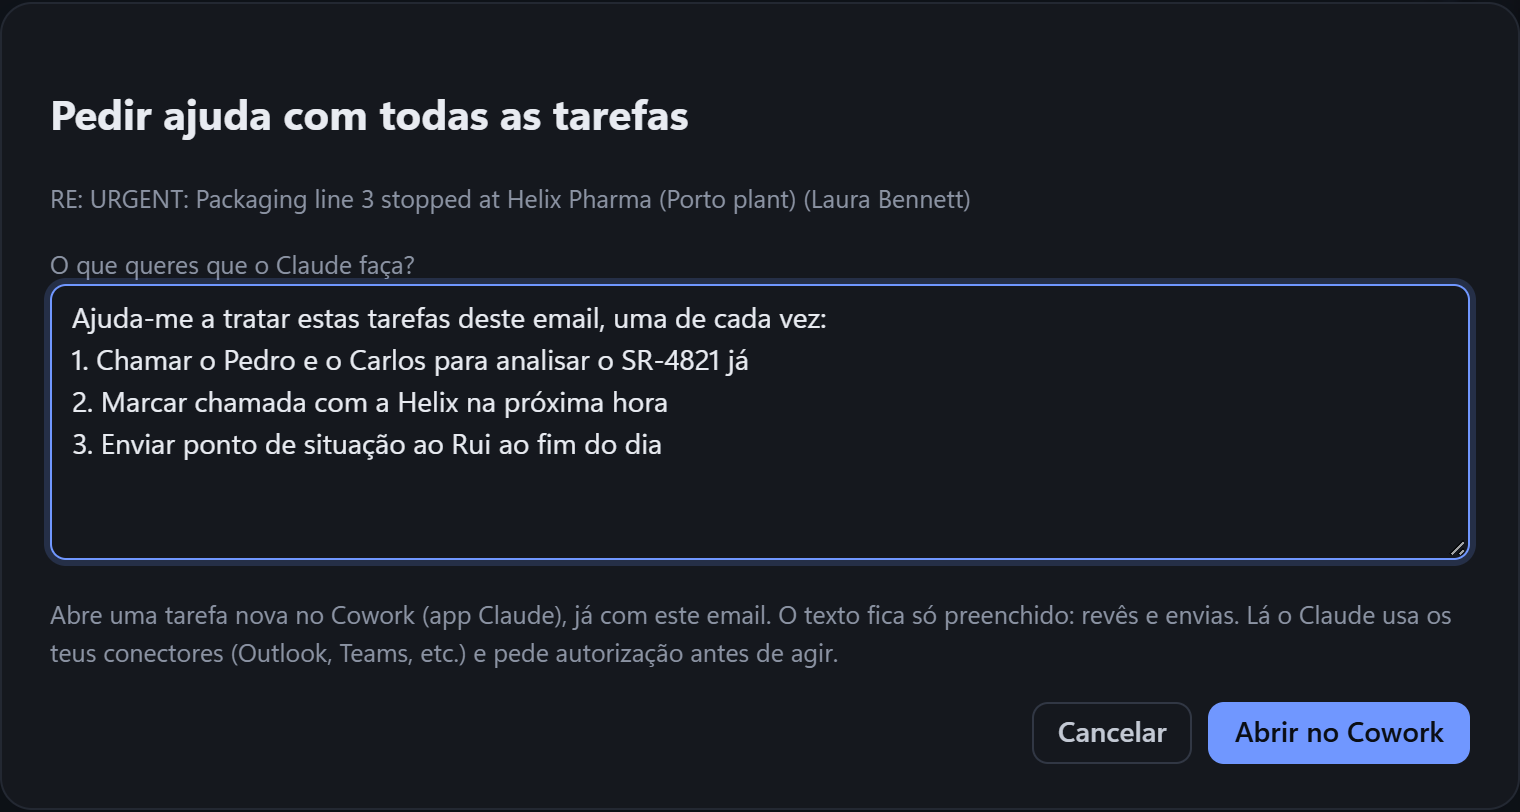 Pedir ajuda com todas as tarefas
RE: URGENT: Packaging line 3 stopped at Helix Pharma (Porto plant) (Laura Bennett)
O que queres que o Claude faça?
Ajuda-me a tratar estas tarefas deste email, uma de cada vez:
1. Chamar o Pedro e o Carlos para analisar o SR-4821 já
2. Marcar chamada com a Helix na próxima hora
3. Enviar ponto de situação ao Rui ao fim do dia
Abre uma tarefa nova no Cowork (app Claude), já com este email. O texto fica só preenchido: revês e envias. Lá o Claude usa os
teus conectores (Outlook, Teams, etc.) e pede autorização antes de agir.
Cancelar
Abrir no Cowork